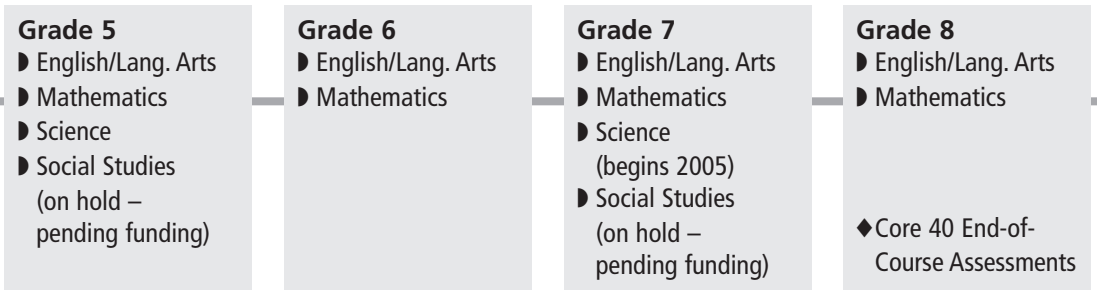 Grade 5
◗ English/Lang. Arts
◗ Mathematics
◗ Science
◗ Social Studies
(on hold –
pending funding)
Grade 6
◗ English/Lang. Arts
◗ Mathematics
Grade 7
◗ English/Lang. Arts
◗ Mathematics
◗ Science
(begins 2005)
◗ Social Studies
(on hold –
pending funding)
Grade 8
◗ English/Lang. Arts
◗ Mathematics
◆Core 40 End-of-
Course Assessments